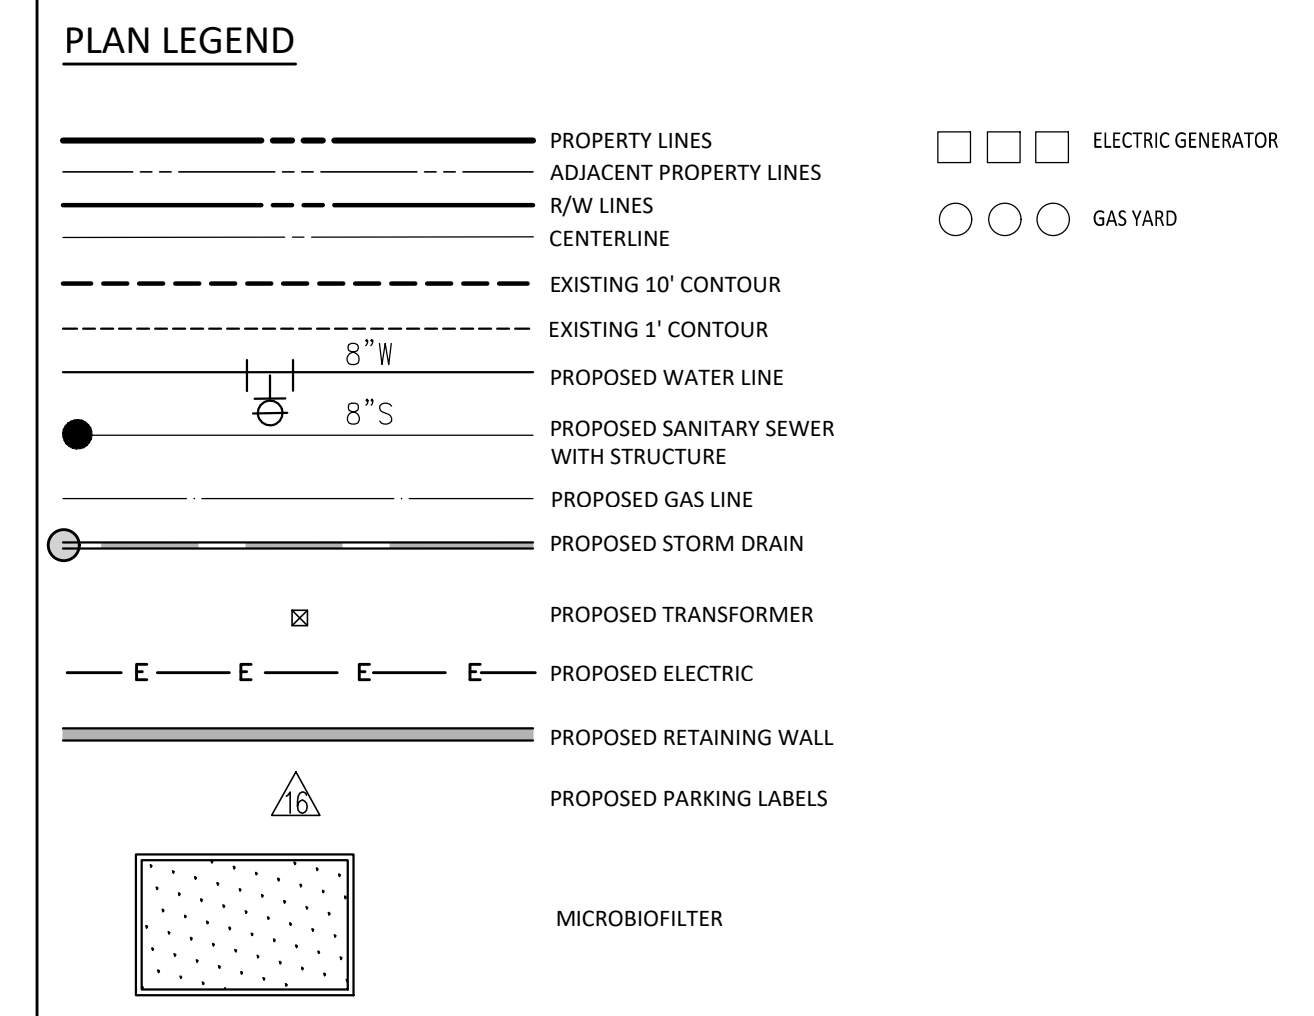 PLAN LEGEND
PROPERTY LINES
ADJACENT PROPERTY LINES
R/W LINES
CENTERLINE
EXISTING 10' CONTOUR
EXISTING 1' CONTOUR
8"W
PROPOSED WATER LINE
8"S
PROPOSED SANITARY SEWER
WITH STRUCTURE
PROPOSED GAS LINE
PROPOSED STORM DRAIN
PROPOSED TRANSFORMER
E E E E
PROPOSED ELECTRIC
PROPOSED RETAINING WALL
16
PROPOSED PARKING LABELS
MICROBIOFILTER
ELECTRIC GENERATOR
GAS YARD